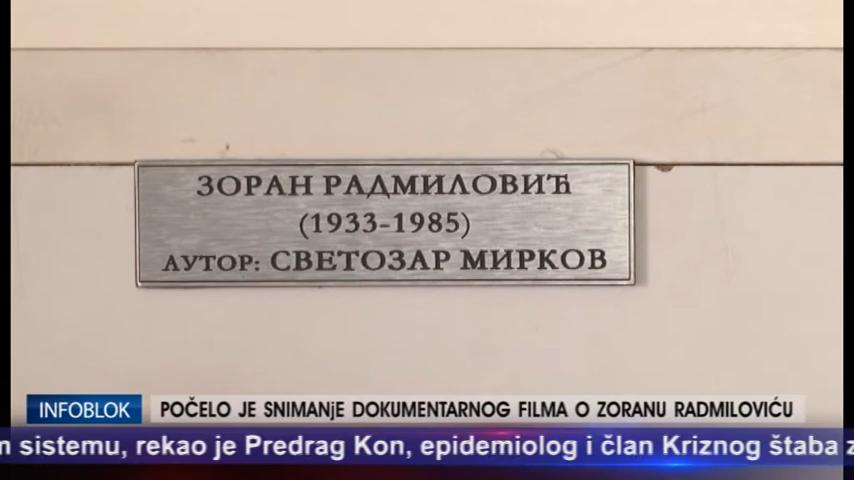 ЗОРАН РАДМИЛОВИЋ
(1933-1985)
АУТОР: СВЕТОЗАР МИРКОВ
INFOBLOK
POČELO JE SNIMANjE DOKUMENTARNOG FILMA O ZORANU RADMILOVIĆU
sistemu, rekao je Predrag Kon, epidemiolog i član Kriznog štaba